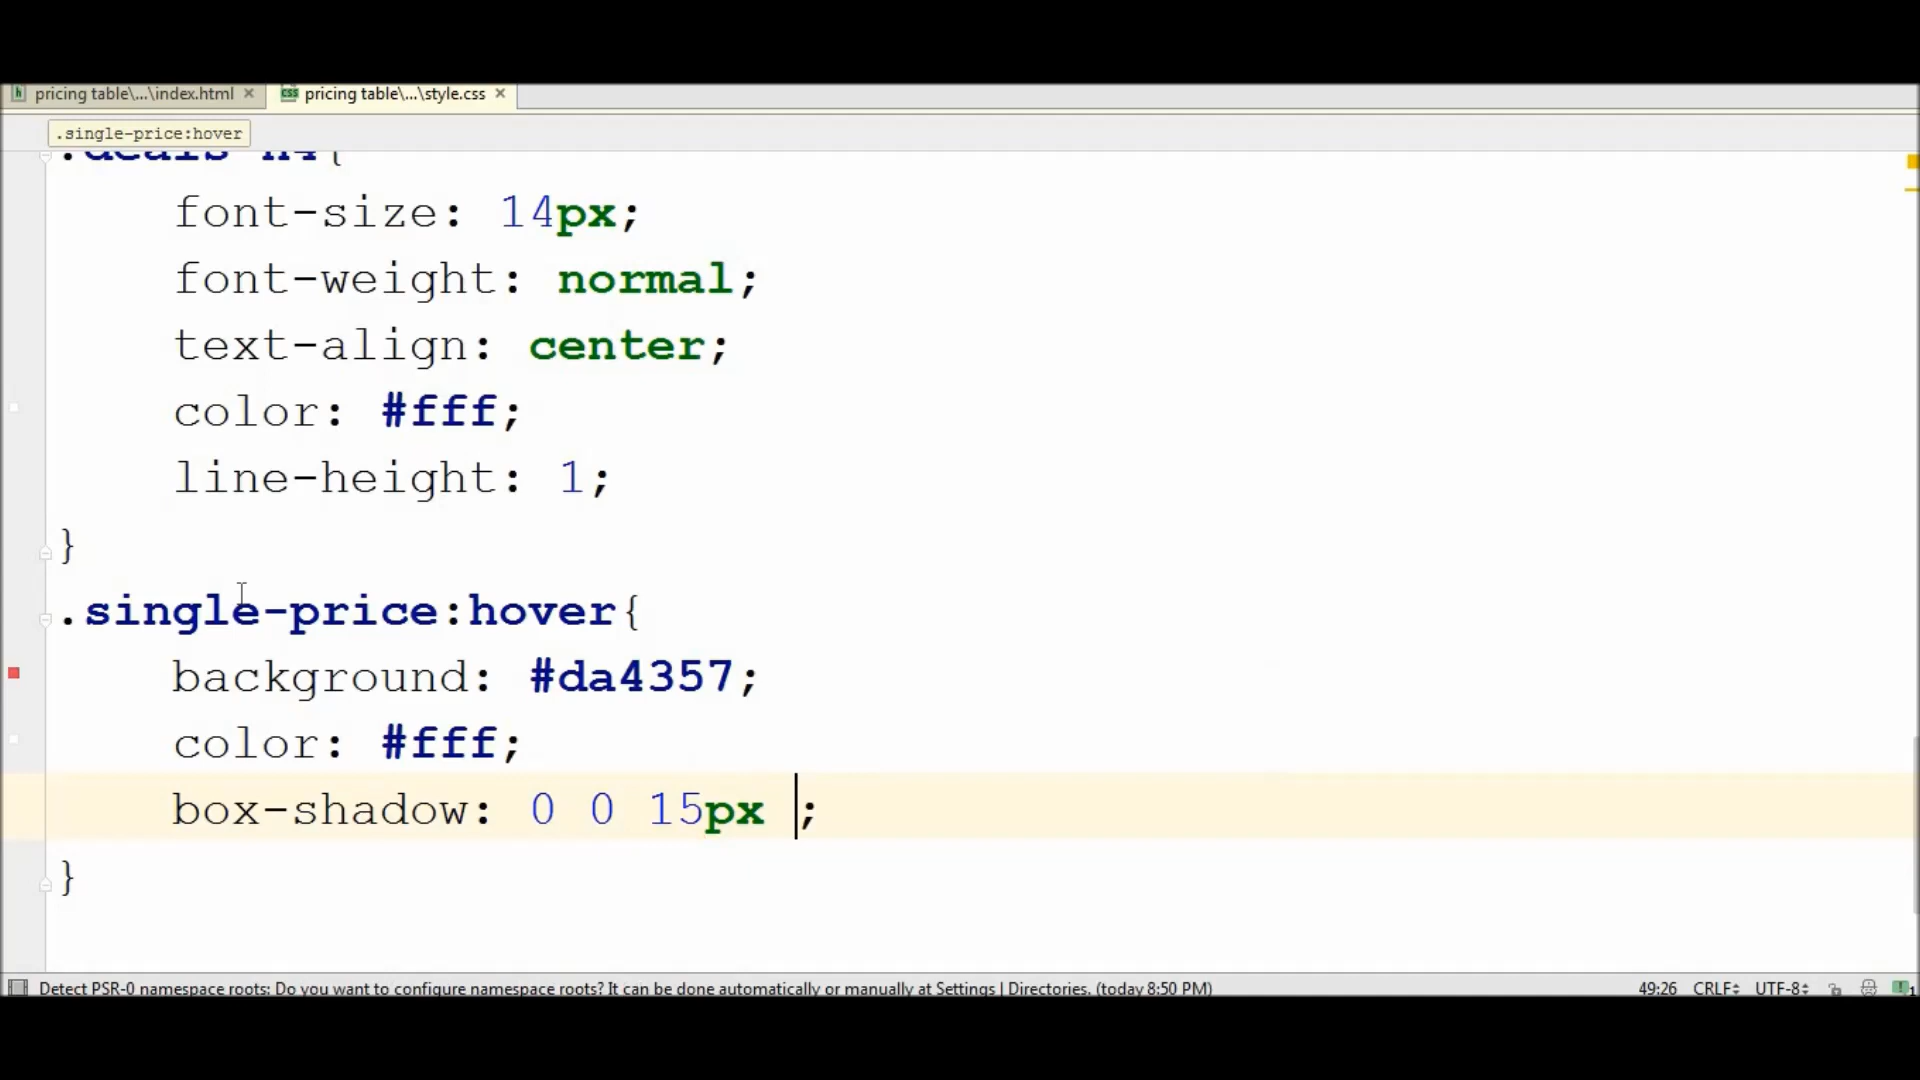 pricing table\...\index.html
pricing table\...\style.css
.single-price:hover
.deals h4{
font-size: 14px;
font-weight: normal;
text-align: center;
color: #fff;
line-height: 1;
}
.single-price:hover{
background: #da4357;
color: #fff;
box-shadow: 0 0 15px ;
}
Detect PSR-0 namespace roots: Do you want to configure namespace roots? It can be done automatically or manually at Settings | Directories. (today 8:50 PM)
49:26 CRLF UTF-8